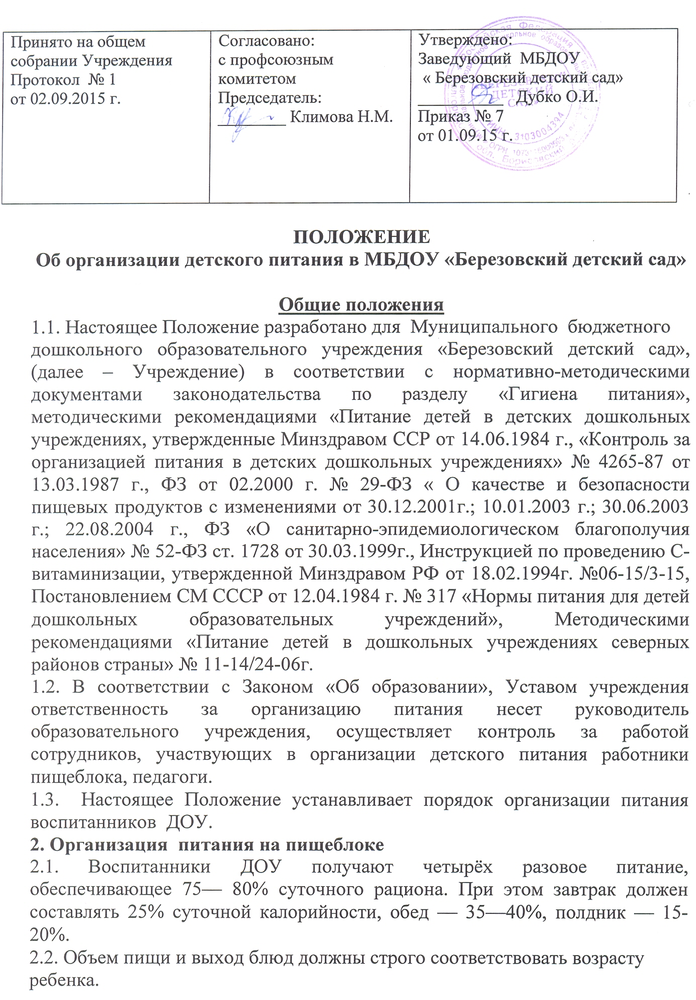 Принято на общем
собрании Учреждения
Протокол № 1
от 02.09.2015 г.
Согласовано:
с профсоюзным
комитетом
Председатель:
_________ Климова Н.М.
Утверждено:
Заведующий МБДОУ
« Березовский детский сад»
___________ Дубко О.И.
Приказ № 7
от 01.09.15 г.
ДЕТСКИЙ
ИНН 3103004394
ПОЛОЖЕНИЕ
Об организации детского питания в МБДОУ «Березовский детский сад»
Общие положения
1.1. Настоящее Положение разработано для Муниципального бюджетного
дошкольного образовательного учреждения «Березовский детский сад»,
(далее – Учреждение) в соответствии с нормативно-методическими
документами законодательства по разделу «Гигиена питания»,
методическими рекомендациями «Питание детей в детских дошкольных
учреждениях, утвержденные Минздравом ССР от 14.06.1984 г., «Контроль за
организацией питания в детских дошкольных учреждениях» № 4265-87 от
13.03.1987 г., ФЗ от 02.2000 г. № 29-ФЗ « О качестве и безопасности
пищевых продуктов с изменениями от 30.12.2001г.; 10.01.2003 г.; 30.06.2003
г.; 22.08.2004 г., ФЗ «О санитарно-эпидемиологическом благополучия
населения» № 52-ФЗ ст. 1728 от 30.03.1999г., Инструкцией по проведению С-
витаминизации, утвержденной Минздравом РФ от 18.02.1994г. №06-15/3-15,
Постановлением СМ СССР от 12.04.1984 г. № 317 «Нормы питания для детей
дошкольных образовательных учреждений», Методическими
рекомендациями «Питание детей в дошкольных учреждениях северных
районов страны» № 11-14/24-06г.
1.2. В соответствии с Законом «Об образовании», Уставом учреждения
ответственность за организацию питания несет руководитель
образовательного учреждения, осуществляет контроль за работой
сотрудников, участвующих в организации детского питания работники
пищеблока, педагоги.
1.3. Настоящее Положение устанавливает порядок организации питания
воспитанников ДОУ.
2. Организация питания на пищеблоке
2.1. Воспитанники ДОУ получают четырёх разовое питание,
обеспечивающее 75— 80% суточного рациона. При этом завтрак должен
составлять 25% суточной калорийности, обед — 35—40%, полдник — 15-
20%.
2.2. Объем пищи и выход блюд должны строго соответствовать возрасту
ребенка.